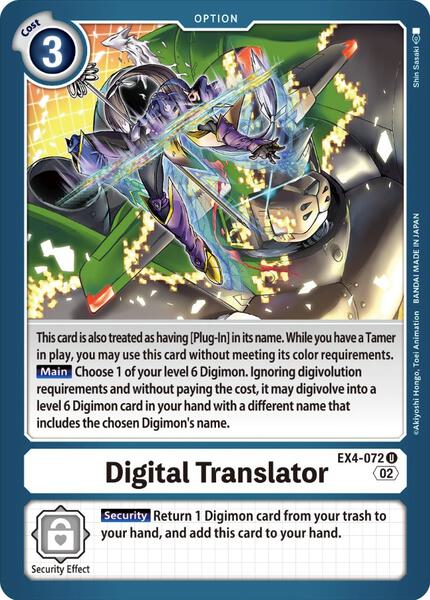 OPTION
Cost
3
Shin Sasaki
This card is also treated as having [Plug-In] in its name. While you have a Tamer
in play, you may use this card without meeting its color requirements.
Main Choose 1 of your level 6 Digimon. Ignoring digivolution
requirements and without paying the cost, it may digivolve into
a level 6 Digimon card in your hand with a different name that
includes the chosen Digimon's name.
©Akiyoshi Hongo, Toei Animation BANDAI MADE IN JAPAN
Digital Translator
EX4-072 U
02
Security Return 1 Digimon card from your trash to
your hand, and add this card to your hand.
Security Effect